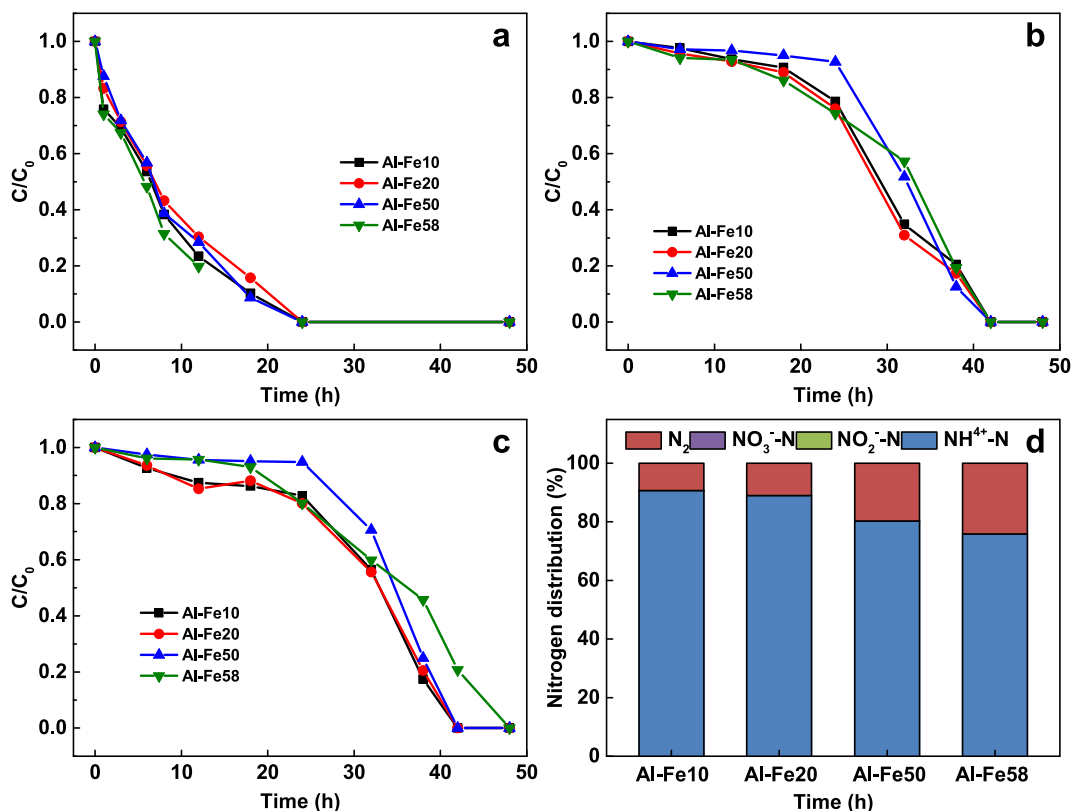 a
1.0
0.8
0.6
0.4
0.2
0.0
C/C₀
Al-Fe10
Al-Fe20
Al-Fe50
Al-Fe58
0 10 20 30 40 50
Time (h)
b
1.0
0.8
0.6
0.4
0.2
0.0
C/C₀
Al-Fe10
Al-Fe20
Al-Fe50
Al-Fe58
0 10 20 30 40 50
Time (h)
c
1.0
0.8
0.6
0.4
0.2
0.0
C/C₀
Al-Fe10
Al-Fe20
Al-Fe50
Al-Fe58
0 10 20 30 40 50
Time (h)
d
N₂ NO₃⁻-N NO₂⁻-N NH⁴⁺-N
100
80
60
40
20
0
Nitrogen distribution (%)
Al-Fe10 Al-Fe20 Al-Fe50 Al-Fe58
Time (h)